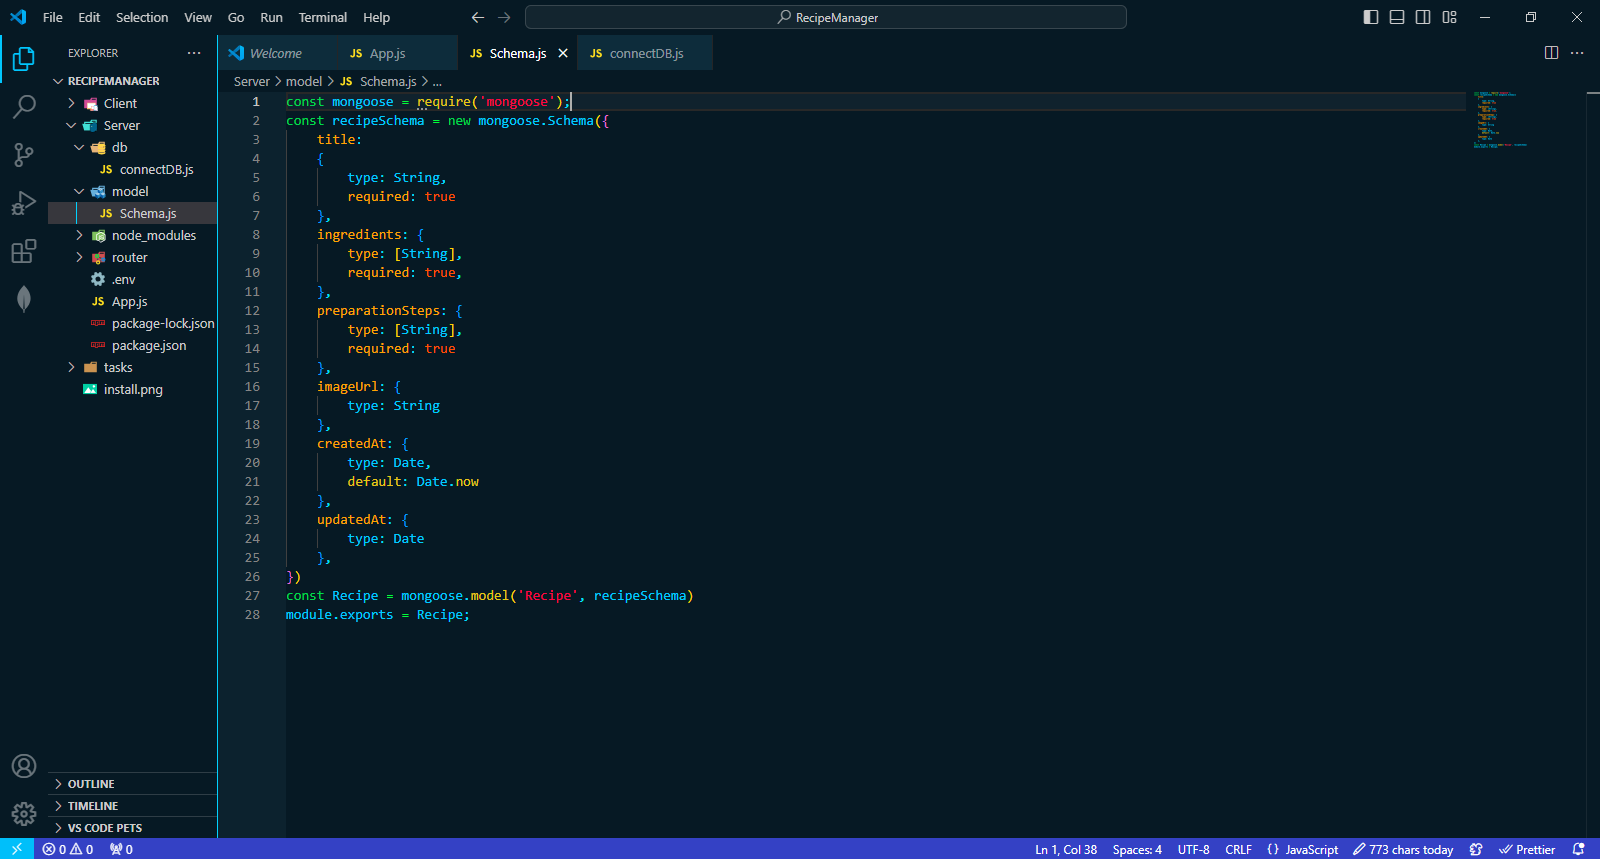 File Edit Selection View Go Run Terminal Help
RecipeManager
EXPLORER
RECIPEMANAGER
Client
Server
db
JS connectDB.js
model
JS Schema.js
node_modules
router
.env
JS App.js
package-lock.json
package.json
tasks
install.png
OUTLINE
TIMELINE
VS CODE PETS
Welcome JS App.js JS Schema.js JS connectDB.js
Server > model > JS Schema.js > ...
1 const mongoose = require('mongoose');
2 const recipeSchema = new mongoose.Schema({
3 title:
4 {
5 type: String,
6 required: true
7 },
8 ingredients: {
9 type: [String],
10 required: true,
11 },
12 preparationSteps: {
13 type: [String],
14 required: true
15 },
16 imageUrl: {
17 type: String
18 },
19 createdAt: {
20 type: Date,
21 default: Date.now
22 },
23 updatedAt: {
24 type: Date
25 },
26 })
27 const Recipe = mongoose.model('Recipe', recipeSchema)
28 module.exports = Recipe;
0 0 0 Ln 1, Col 38 Spaces: 4 UTF-8 CRLF {} JavaScript 773 chars today Prettier